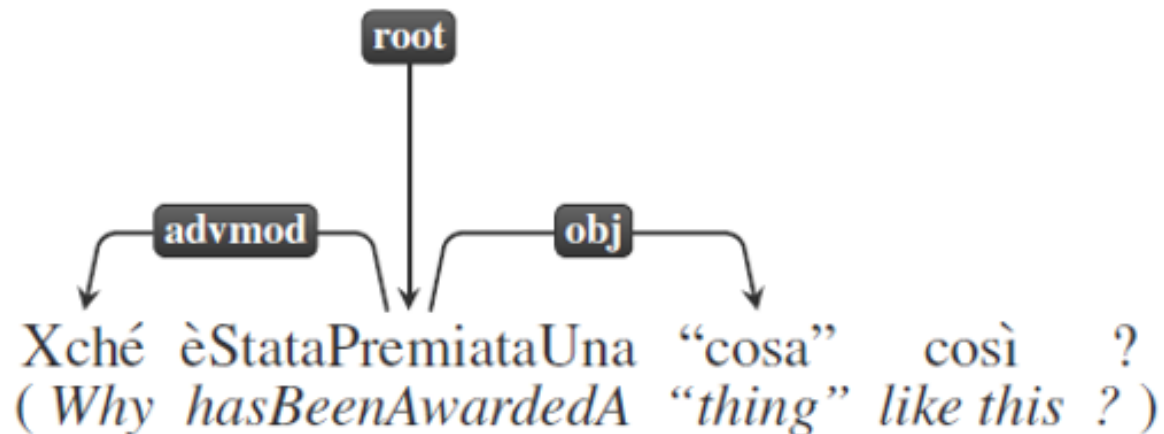 root
advmod obj
Xché èStataPremiataUna “cosa” così ?
( Why hasBeenAwardedA “thing” like this ? )